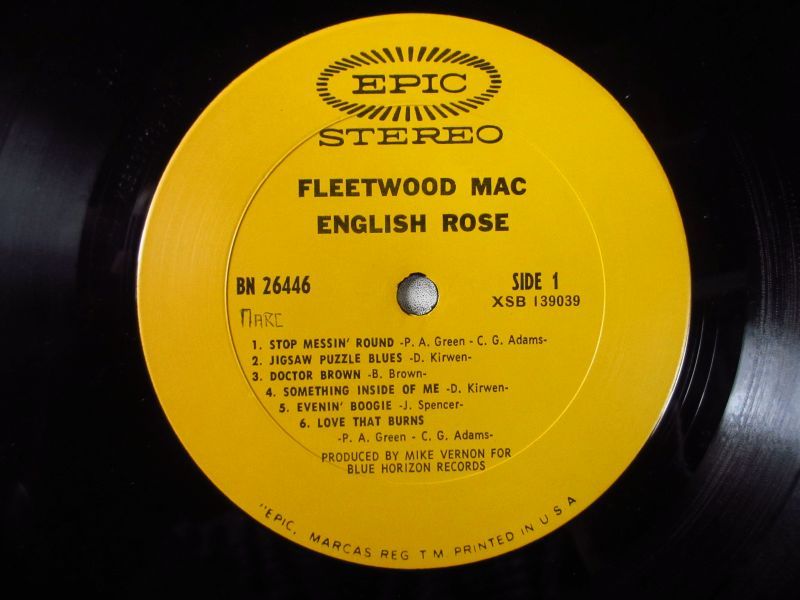 EPIC
STEREO
FLEETWOOD MAC
ENGLISH ROSE
BN 26446
SIDE 1
XSB 139039
MARC
1. STOP MESSIN' ROUND -P. A. Green - C. G. Adams-
2. JIGSAW PUZZLE BLUES -D. Kirwen-
3. DOCTOR BROWN -B. Brown-
4. SOMETHING INSIDE OF ME -D. Kirwen-
5. EVENIN' BOOGIE -J. Spencer-
6. LOVE THAT BURNS
-P. A. Green - C. G. Adams-
PRODUCED BY MIKE VERNON FOR
BLUE HORIZON RECORDS
"EPIC, MARCAS REG T M PRINTED IN U S A